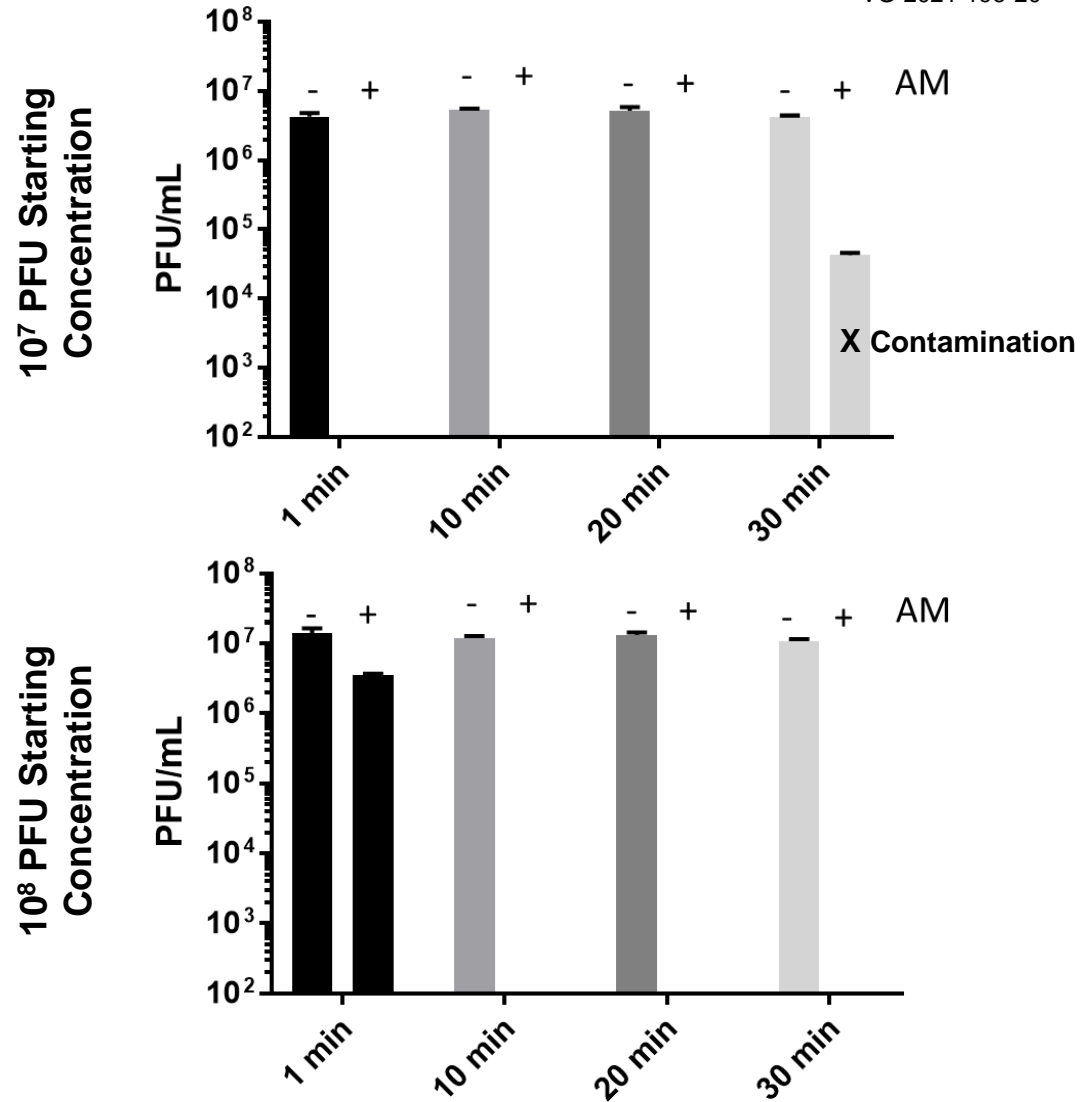 10⁸
- + - + - + - + AM
10⁷
10⁶
10⁵
10⁴
10³
10²
PFU/mL
10⁷ PFU Starting
Concentration
X Contamination
1 min
10 min
20 min
30 min
10⁸
- + - + - + - + AM
10⁷
10⁶
10⁵
10⁴
10³
10²
PFU/mL
10⁸ PFU Starting
Concentration
1 min
10 min
20 min
30 min